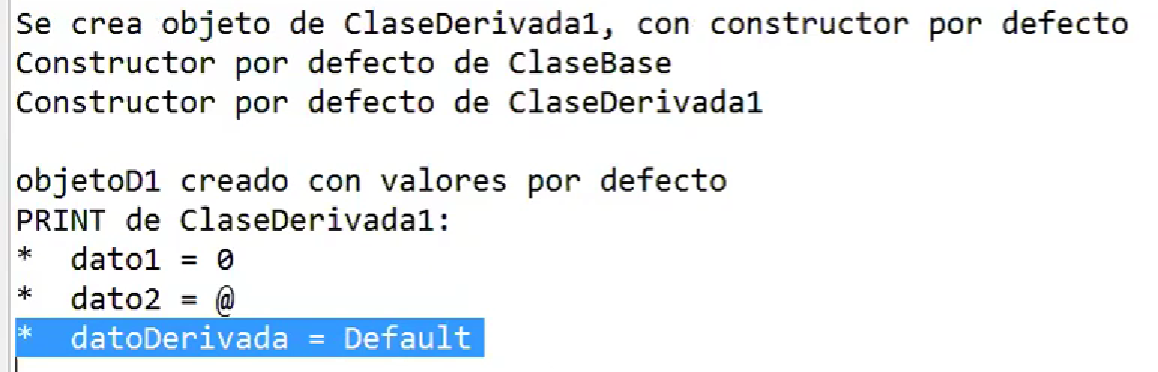 Se crea objeto de ClaseDerivada1, con constructor por defecto
Constructor por defecto de ClaseBase
Constructor por defecto de ClaseDerivada1

objetoD1 creado con valores por defecto
PRINT de ClaseDerivada1:
*  dato1 = 0
*  dato2 = @
*  datoDerivada = Default